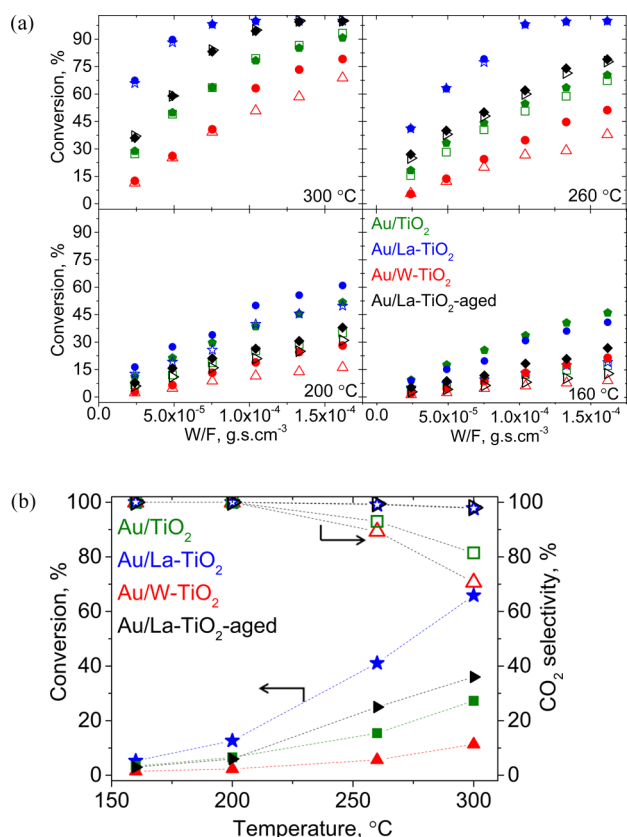 (a)
Conversion, %
90
75
60
45
30
15
300 °C
260 °C
Conversion, %
90
75
60
45
30
15
0
200 °C
Au/TiO₂
Au/La-TiO₂
Au/W-TiO₂
Au/La-TiO₂-aged
160 °C
0.0 5.0x10⁻⁵ 1.0x10⁻⁴ 1.5x10⁻⁴
0.0 5.0x10⁻⁵ 1.0x10⁻⁴ 1.5x10⁻⁴
W/F, g.s.cm⁻³
W/F, g.s.cm⁻³
(b)
Conversion, %
100
80
60
40
20
0
Au/TiO₂
Au/La-TiO₂
Au/W-TiO₂
Au/La-TiO₂-aged
100
80
60
40
20
0
CO₂ selectivity, %
150 200 250 300
Temperature, °C